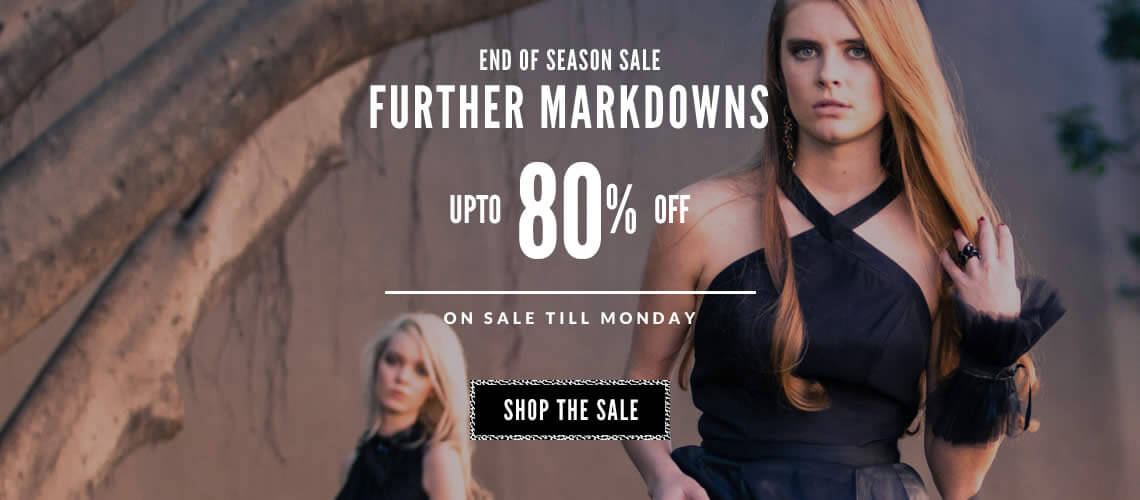 END OF SEASON SALE
FURTHER MARKDOWNS
UPTO 80% OFF
ON SALE TILL MONDAY
SHOP THE SALE